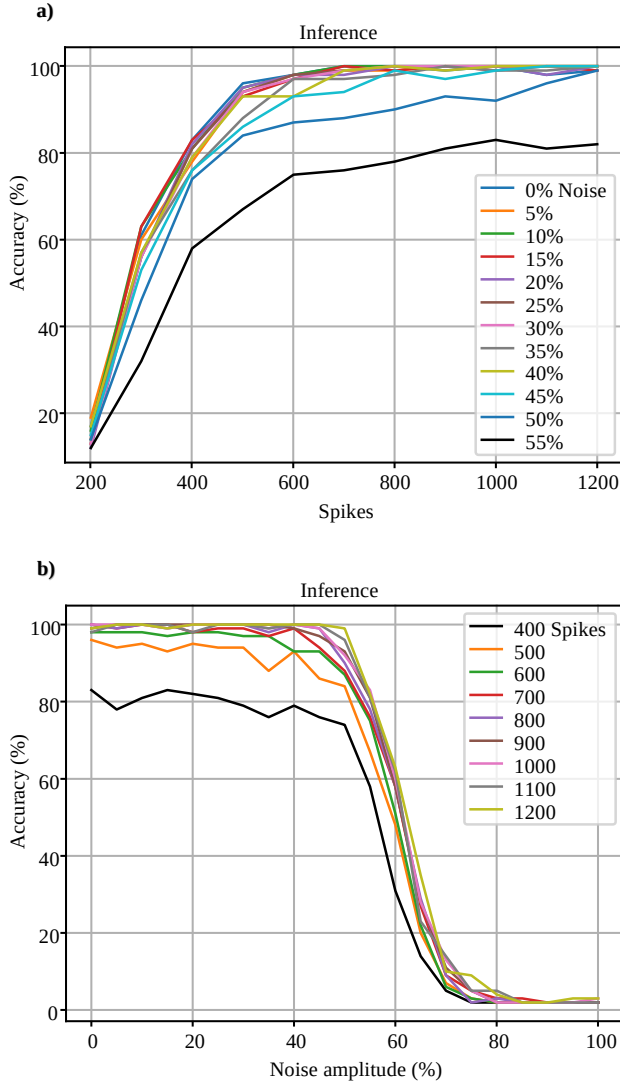 a)
Inference
100
80
60
40
20
Accuracy (%)
0% Noise
5%
10%
15%
20%
25%
30%
35%
40%
45%
50%
55%
200 400 600 800 1000 1200
Spikes
b)
Inference
100
80
60
40
20
0
Accuracy (%)
400 Spikes
500
600
700
800
900
1000
1100
1200
0 20 40 60 80 100
Noise amplitude (%)